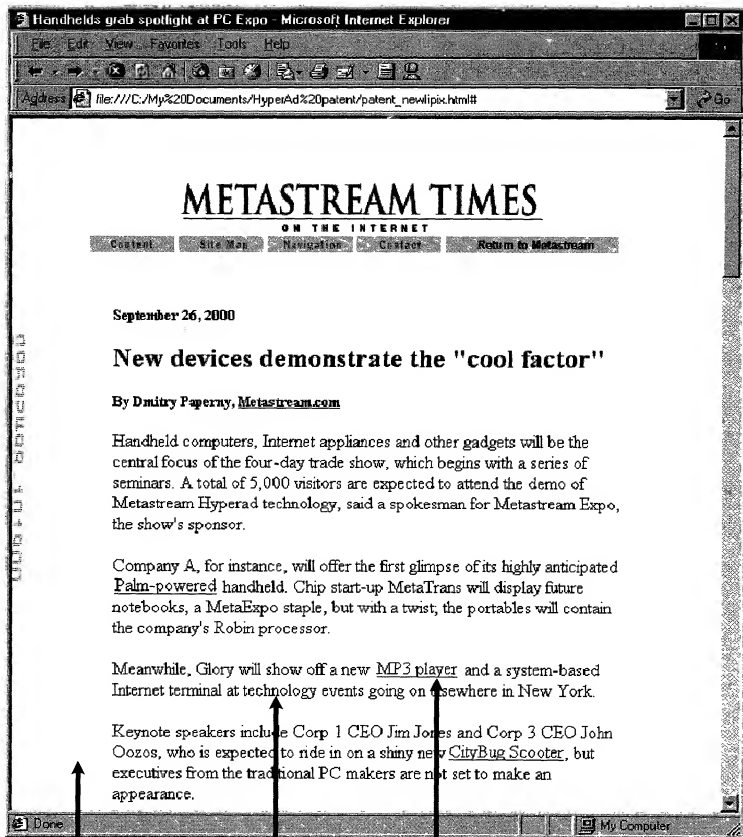 Handhelds grab spotlight at PC Expo - Microsoft Internet Explorer
File Edit View Favorites Tools Help
Address file:///C:/My%20Documents/HyperAd%20patent/patent_newlipix.html# Go
METASTREAM TIMES
ON THE INTERNET
Content Site Map Navigation Contact Return to Metastream
September 26, 2000
New devices demonstrate the "cool factor"
By Dmitry Paperny, Metastream.com
Handheld computers, Internet appliances and other gadgets will be the
central focus of the four-day trade show, which begins with a series of
seminars. A total of 5,000 visitors are expected to attend the demo of
Metastream Hyperad technology, said a spokesman for Metastream Expo,
the show's sponsor.
Company A, for instance, will offer the first glimpse of its highly anticipated
Palm-powered handheld. Chip start-up MetaTrans will display future
notebooks, a MetaExpo staple, but with a twist; the portables will contain
the company's Robin processor.
Meanwhile, Glory will show off a new MP3 player and a system-based
Internet terminal at technology events going on elsewhere in New York.
Keynote speakers include Corp 1 CEO Jim Jones and Corp 3 CEO John
Oozos, who is expected to ride in on a shiny new CityBug Scooter, but
executives from the traditional PC makers are not set to make an
appearance.
Done My Computer